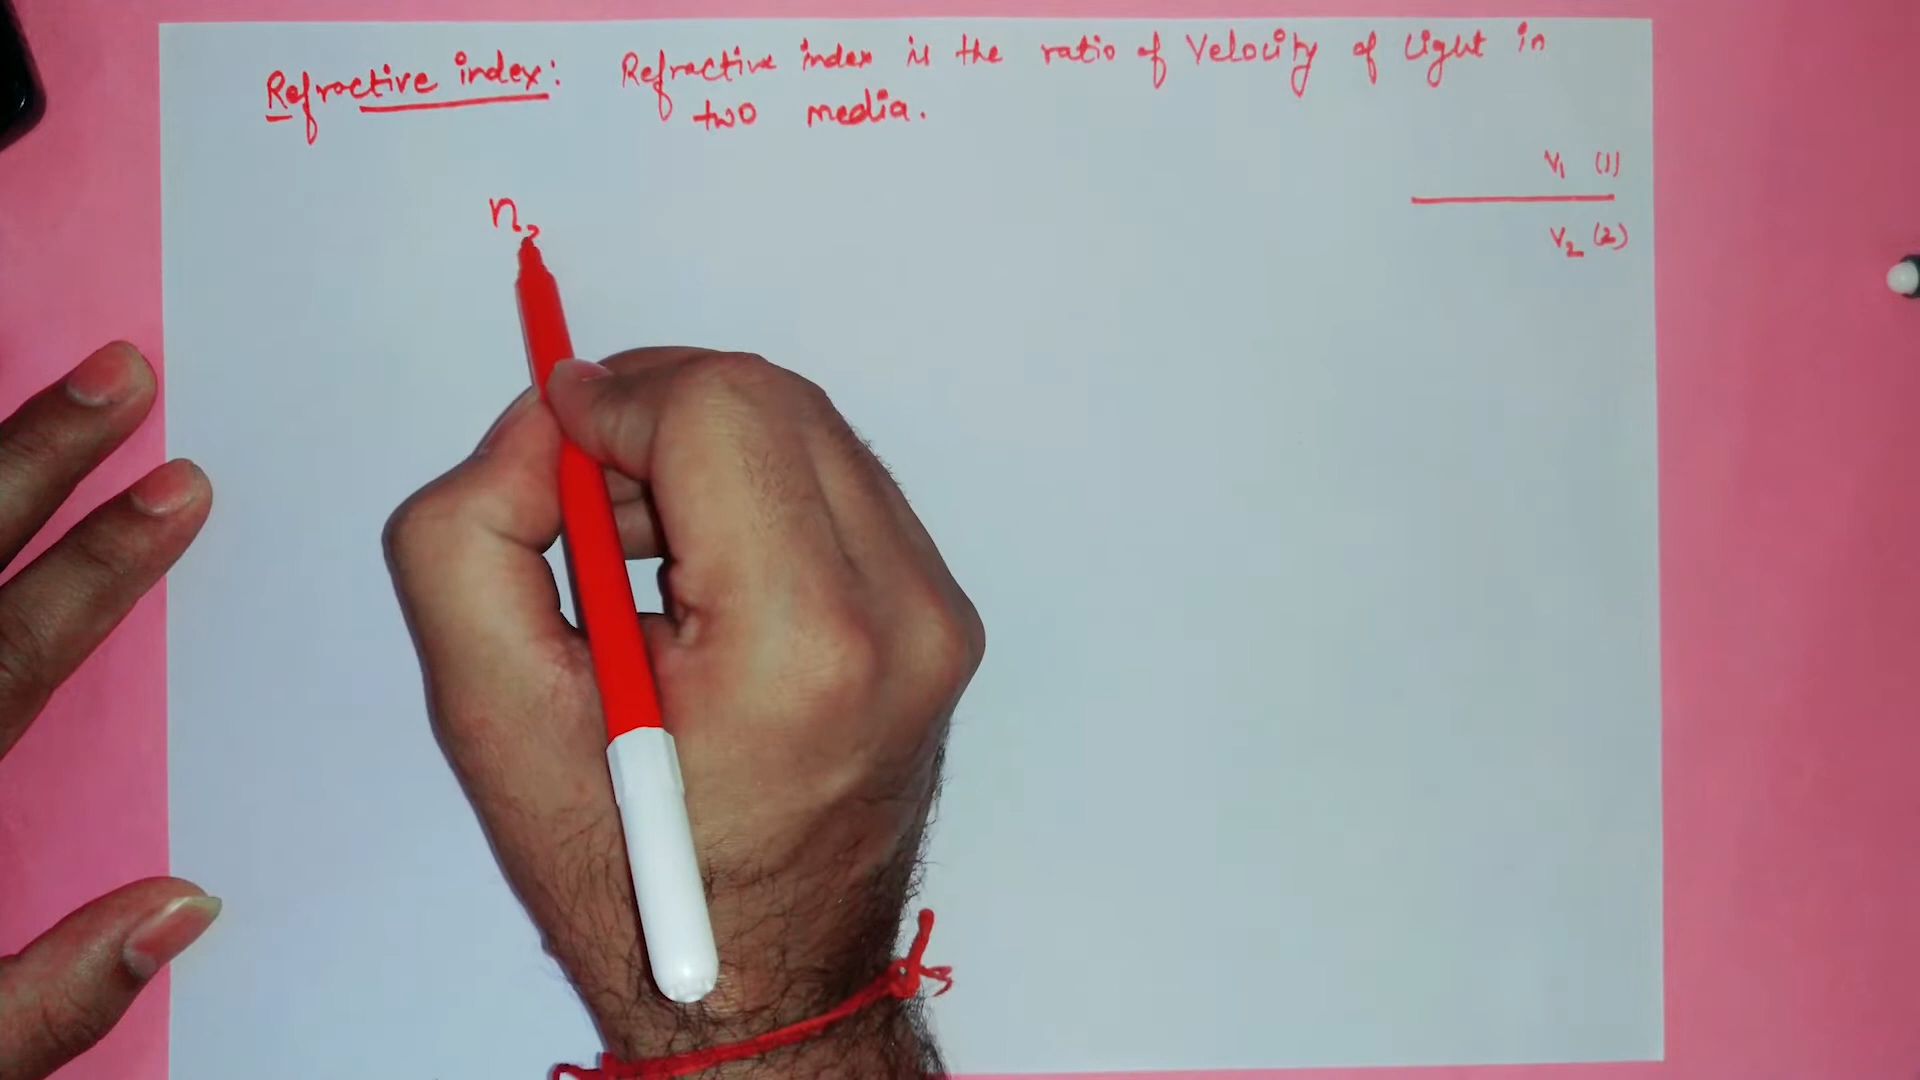 Refractive index: Refractive index is the ratio of Velocity of light in
two media.
V1 (1)
V2 (2)
n2